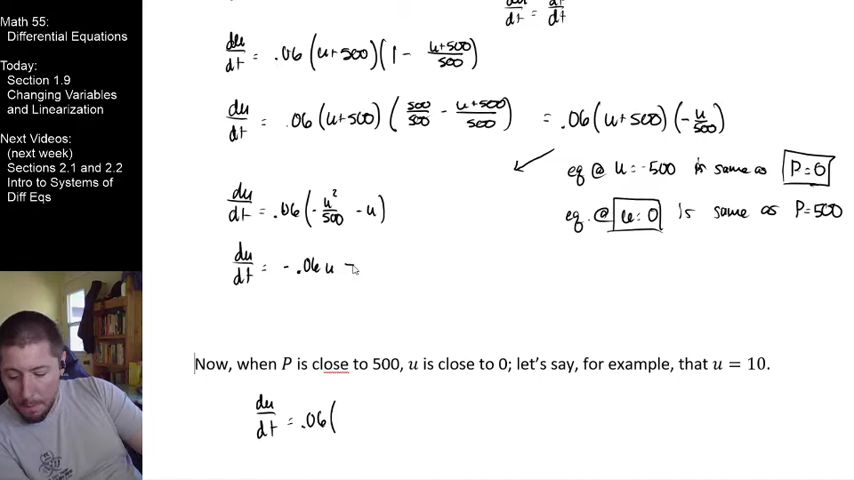 Math 55:
Differential Equations
Today:
Section 1.9
Changing Variables
and Linearization
Next Videos:
(next week)
Sections 2.1 and 2.2
Intro to Systems of
Diff Eqs
du/dt = dP/dt
du/dt = .06 (u+500)(1 - (u+500)/500)
du/dt = .06 (u+500) (500/500 - (u+500)/500) = .06 (u+500) (-u/500)
eq @ u = -500 is same as P=0
eq. @ u=0 is same as P=500
du/dt = .06 (-u²/500 - u)
du/dt = - .06 u -
Now, when P is close to 500, u is close to 0; let's say, for example, that u = 10.
du/dt = .06 (